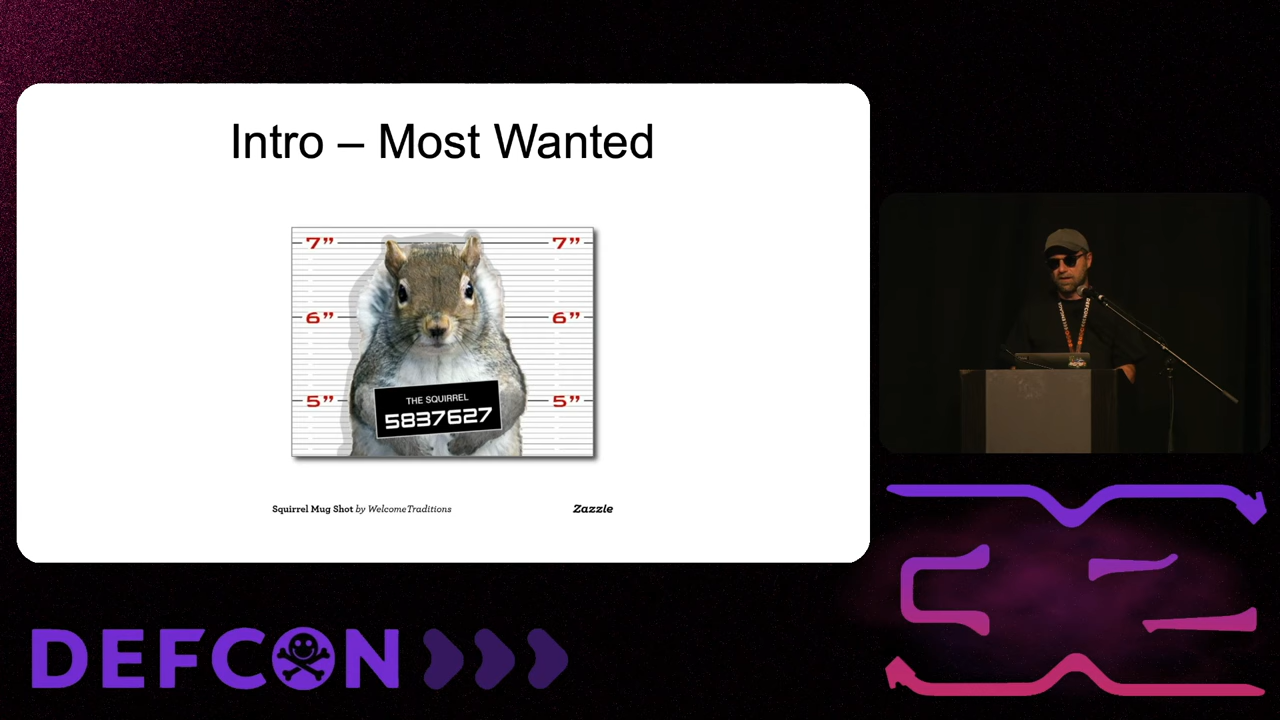 Intro – Most Wanted
7” 7”
6” 6”
5” 5”
THE SQUIRREL
5837627
Squirrel Mug Shot by WelcomeTraditions
Zazzle
DEFCON